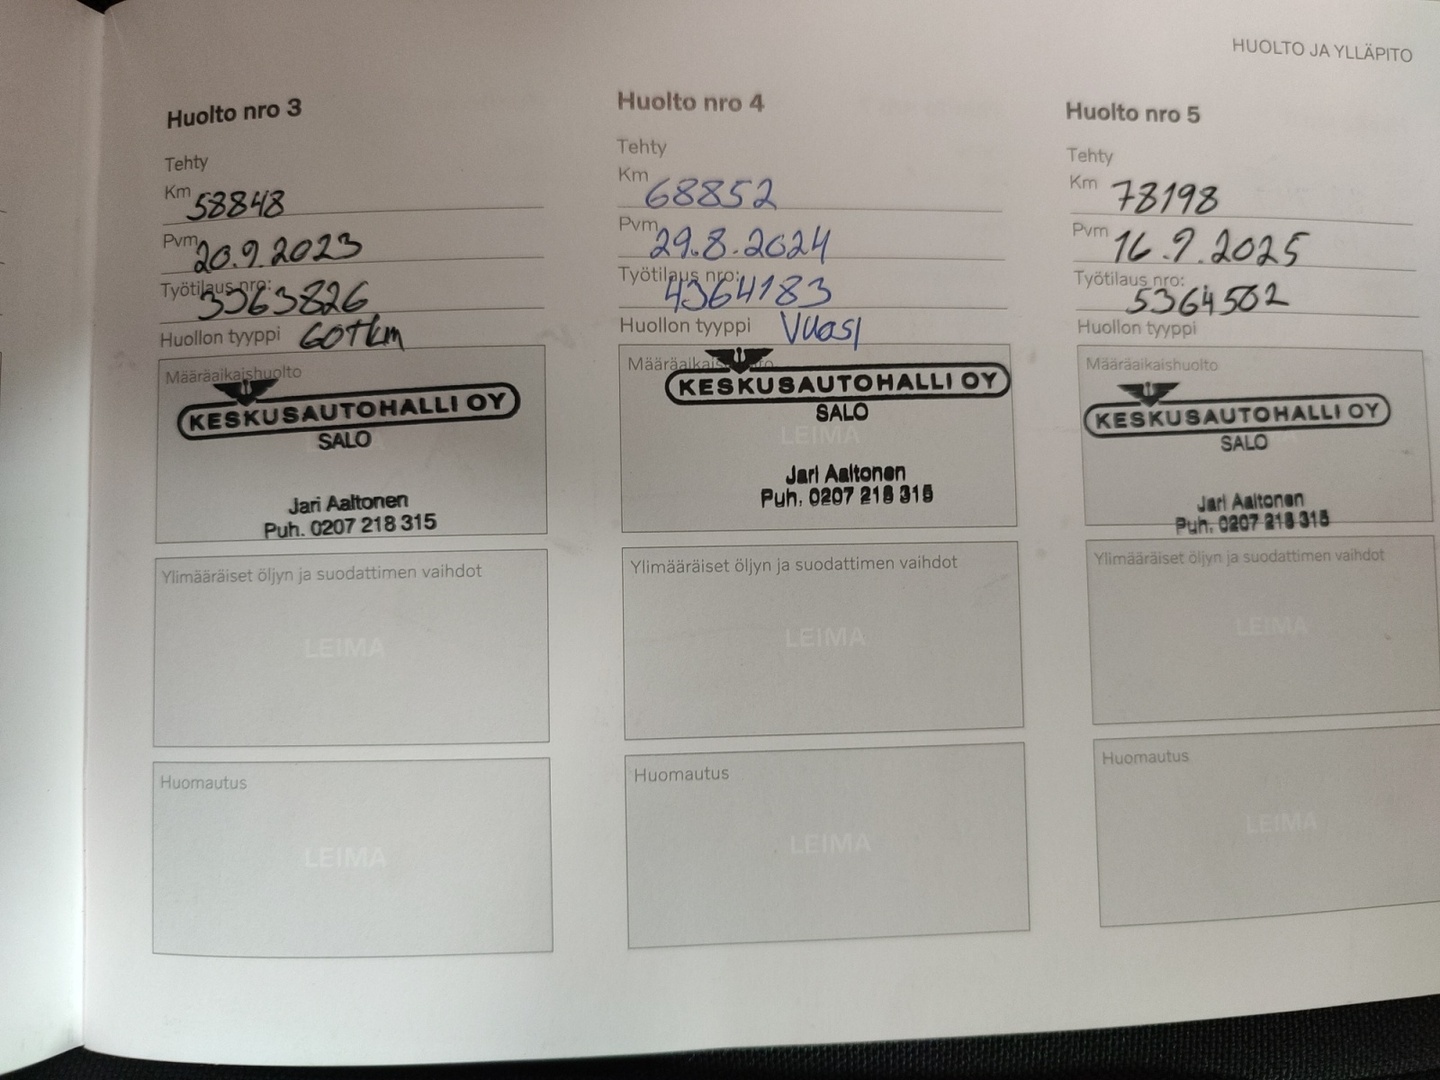 HUOLTO JA YLLÄPITO
Huolto nro 3
Tehty
Km 58848
Pvm 20.9.2023
Työtilaus nro: 3363826
Huollon tyyppi 60tkm
Määräaikaishuolto
KESKUSAUTOHALLI OY
SALO
Jari Aaltonen
Puh. 0207 218 315
Ylimääräiset öljyn ja suodattimen vaihdot
LEIMA
Huomautus
LEIMA
Huolto nro 4
Tehty
Km 68852
Pvm 29.8.2024
Työtilaus nro: 4364183
Huollon tyyppi Vuosi
KESKUSAUTOHALLI OY
SALO
LEIMA
Jari Aaltonen
Puh. 0207 218 315
Ylimääräiset öljyn ja suodattimen vaihdot
LEIMA
Huomautus
LEIMA
Huolto nro 5
Tehty
Km 78198
Pvm 16.9.2025
Työtilaus nro: 5364502
Huollon tyyppi
Määräaikaishuolto
KESKUSAUTOHALLI OY
SALO
Jari Aaltonen
Puh. 0207 218 315
Ylimääräiset öljyn ja suodattimen vaihdot
LEIMA
Huomautus
LEIMA